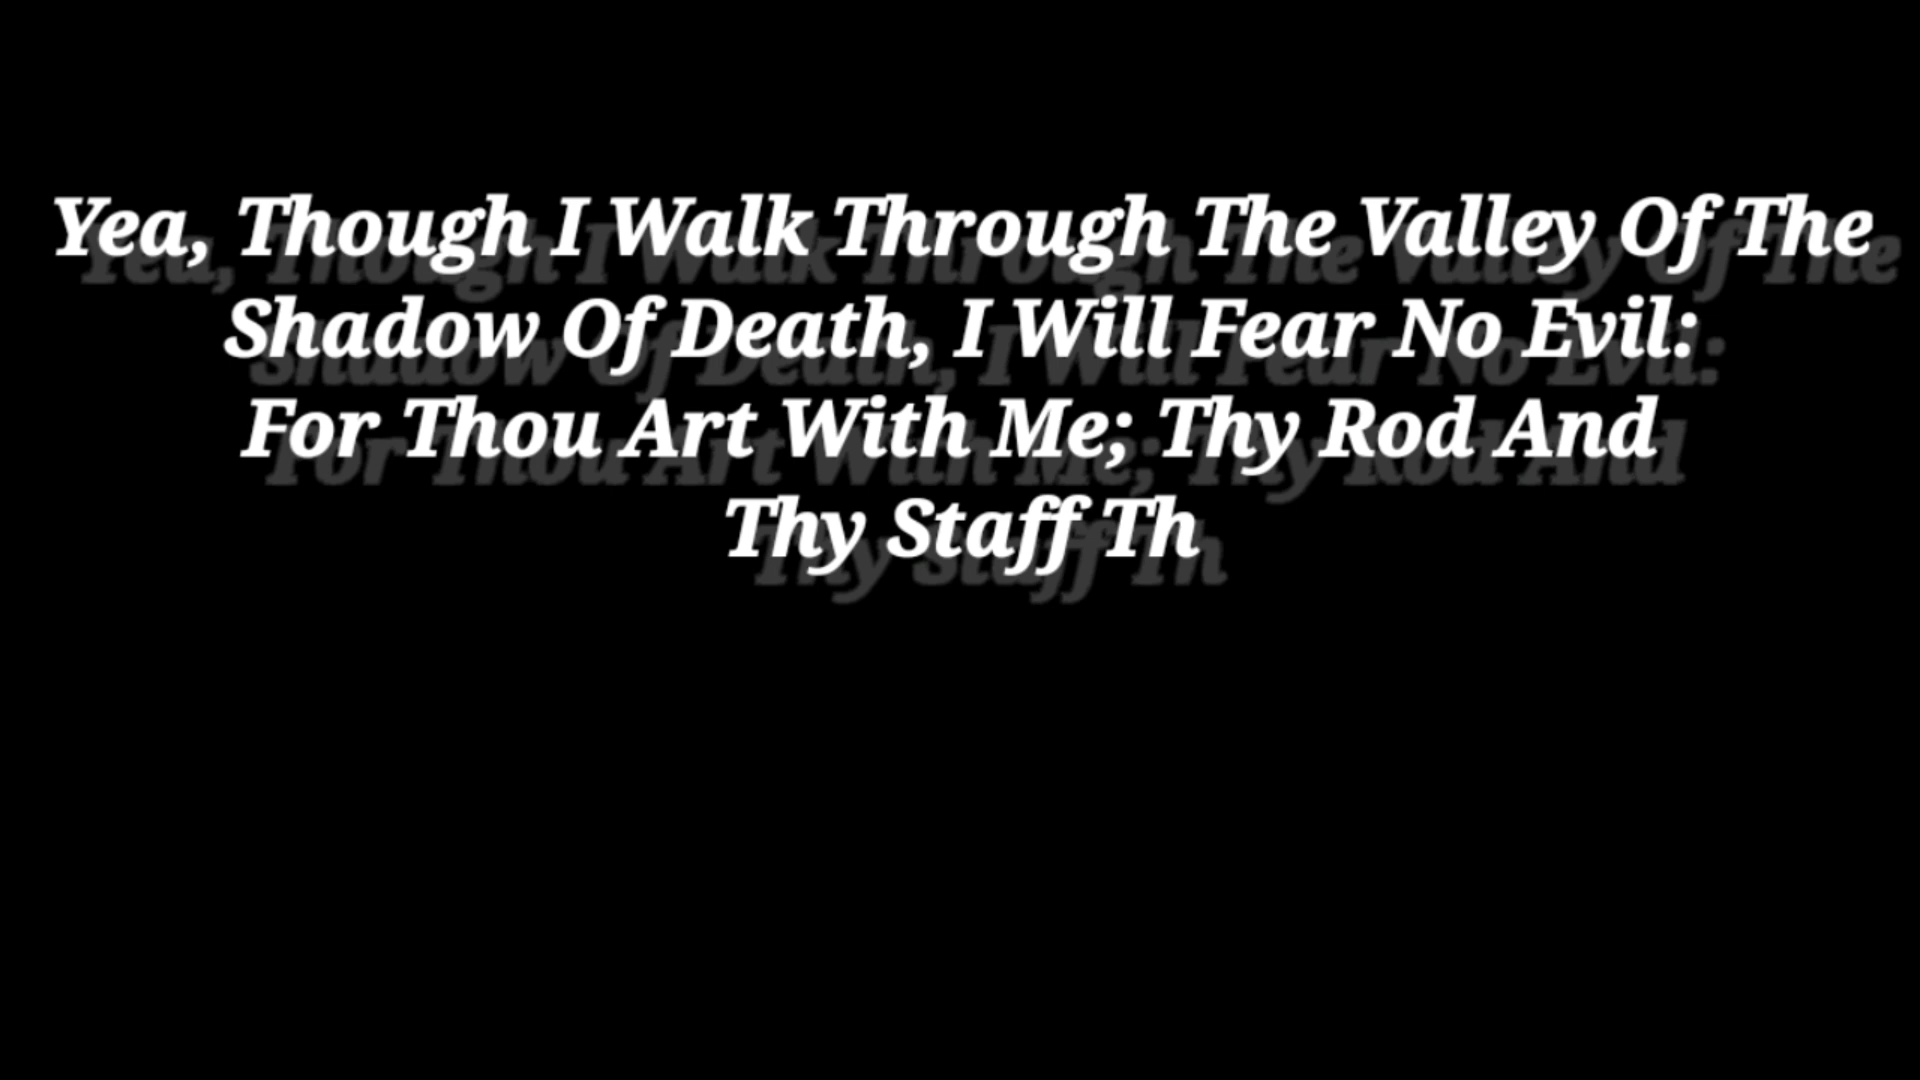 Yea, Though I Walk Through The Valley Of The
Shadow Of Death, I Will Fear No Evil:
For Thou Art With Me; Thy Rod And
Thy Staff Th